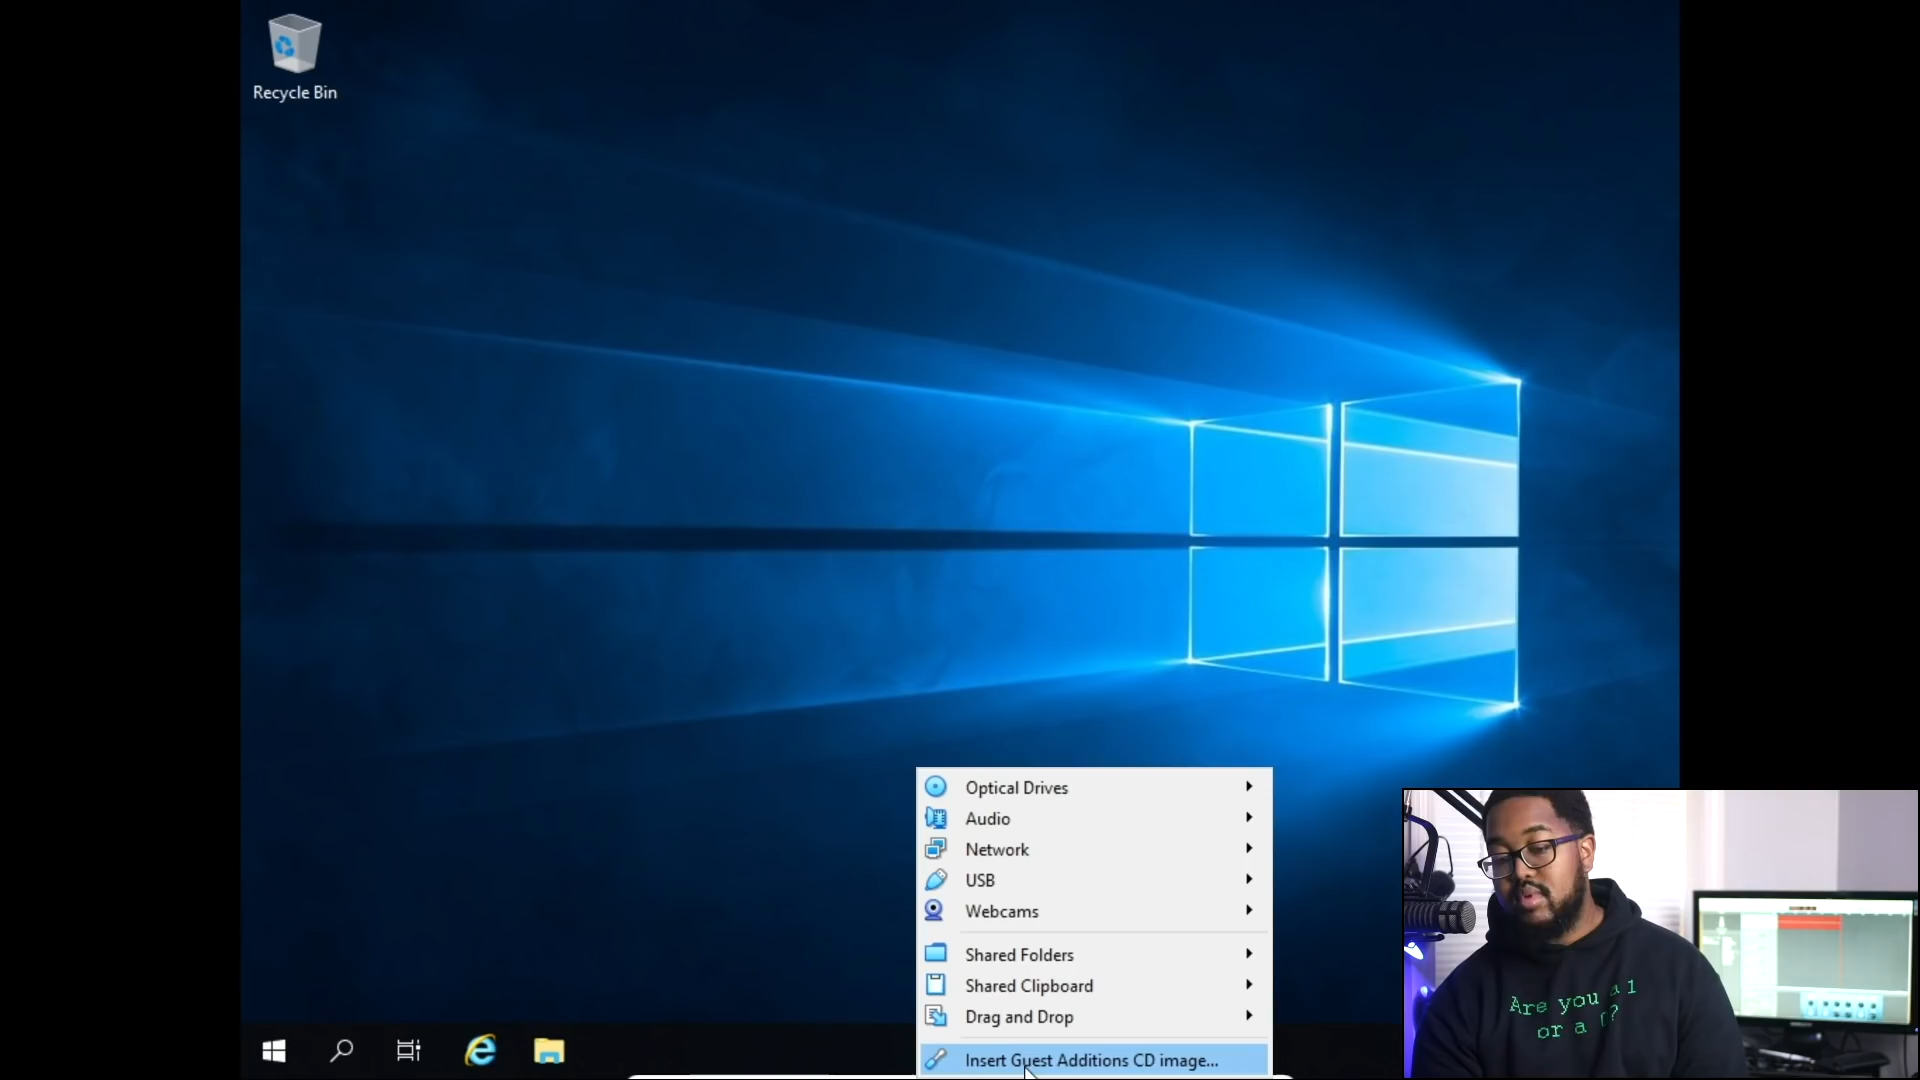 Recycle Bin
Optical Drives
Audio
Network
USB
Webcams
Shared Folders
Shared Clipboard
Drag and Drop
Insert Guest Additions CD image...
Are you a 1
or a